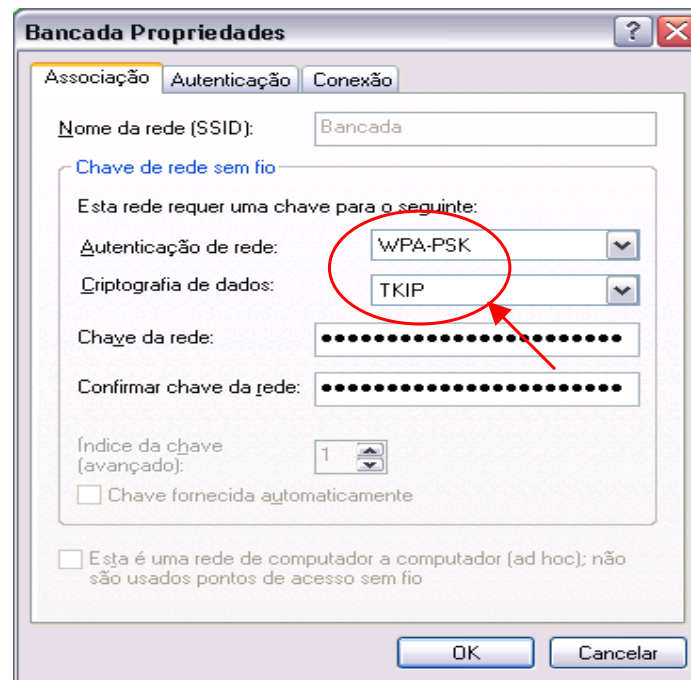 Bancada Propriedades
Associação Autenticação Conexão
Nome da rede (SSID): Bancada
Chave de rede sem fio
Esta rede requer uma chave para o seguinte:
Autenticação de rede: WPA-PSK
Criptografia de dados: TKIP
Chave da rede: ●●●●●●●●●●●●●●●●●●●●●●●
Confirmar chave da rede: ●●●●●●●●●●●●●●●●●●●●●●●
Índice da chave
(avançado): 1
Chave fornecida automaticamente
Esta é uma rede de computador a computador (ad hoc); não
são usados pontos de acesso sem fio
OK Cancelar